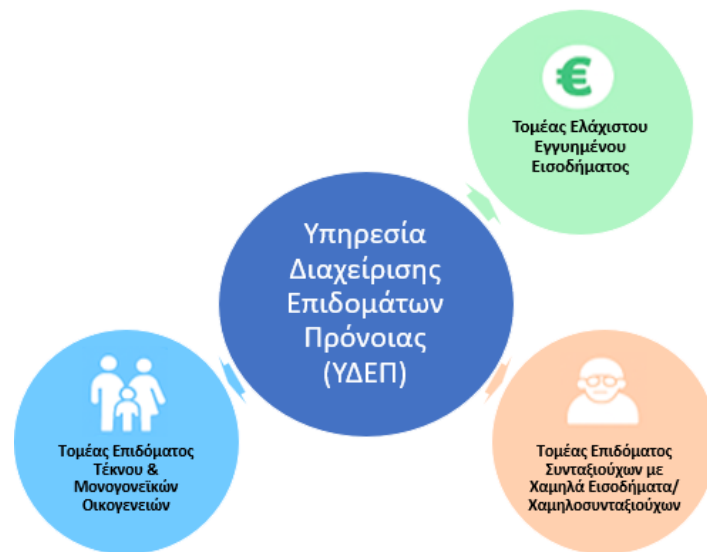 €
Τομέας Ελάχιστου
Εγγυημένου
Εισοδήματος
Υπηρεσία
Διαχείρισης
Επιδομάτων
Πρόνοιας
(ΥΔΕΠ)
Τομέας Επιδόματος
Τέκνου &
Μονογονεϊκών
Οικογενειών
Τομέας Επιδόματος
Συνταξιούχων με
Χαμηλά Εισοδήματα/
Χαμηλοσυνταξιούχων